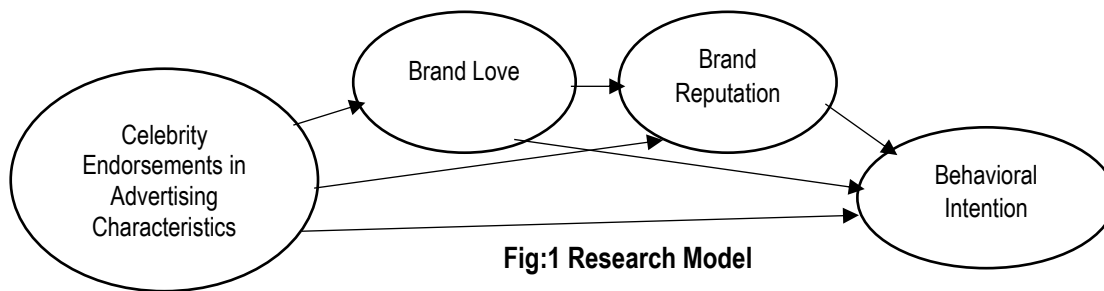 Celebrity
Endorsements in
Advertising
Characteristics
Brand Love
Brand
Reputation
Behavioral
Intention
Fig:1 Research Model